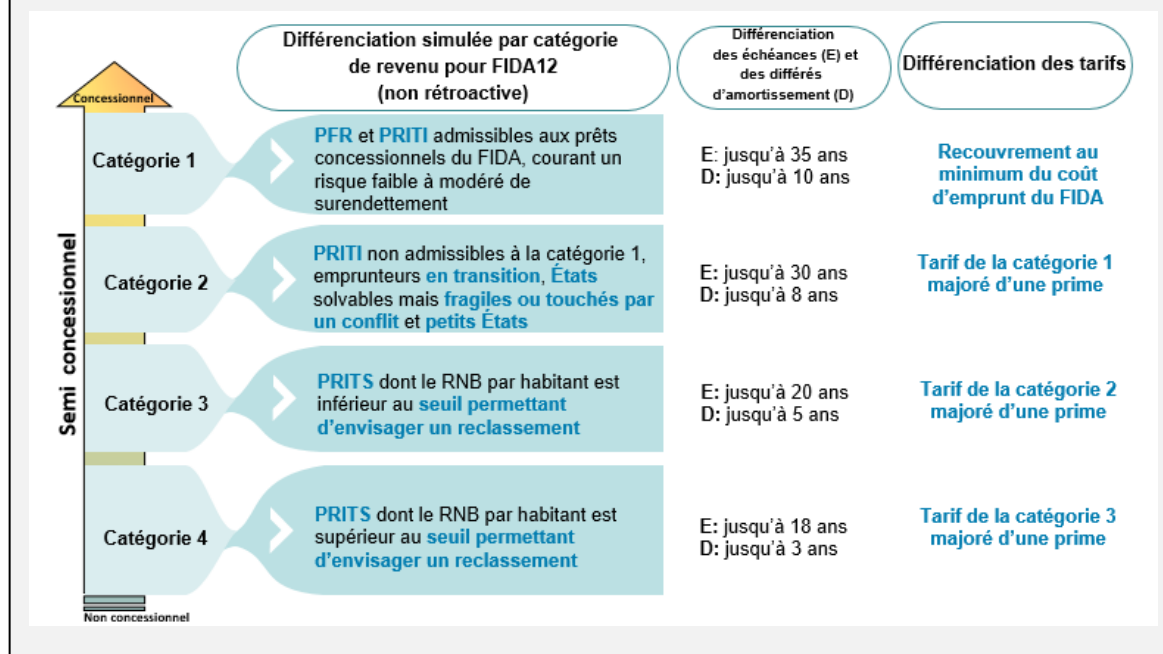 Différenciation simulée par catégorie
de revenu pour FIDA12
(non rétroactive)
Différenciation
des échéances (E) et
des différés
d'amortissement (D)
Différenciation des tarifs
Concessionnel
Semi concessionnel
Catégorie 1
PFR et PRITI admissibles aux prêts
concessionnels du FIDA, courant un
risque faible à modéré de
surendettement
E: jusqu'à 35 ans
D: jusqu'à 10 ans
Recouvrement au
minimum du coût
d'emprunt du FIDA
Catégorie 2
PRITI non admissibles à la catégorie 1,
emprunteurs en transition, États
solvables mais fragiles ou touchés par
un conflit et petits États
E: jusqu'à 30 ans
D: jusqu'à 8 ans
Tarif de la catégorie 1
majoré d'une prime
Catégorie 3
PRITS dont le RNB par habitant est
inférieur au seuil permettant
d'envisager un reclassement
E: jusqu'à 20 ans
D: jusqu'à 5 ans
Tarif de la catégorie 2
majoré d'une prime
Catégorie 4
PRITS dont le RNB par habitant est
supérieur au seuil permettant
d'envisager un reclassement
E: jusqu'à 18 ans
D: jusqu'à 3 ans
Tarif de la catégorie 3
majoré d'une prime
Non concessionnel